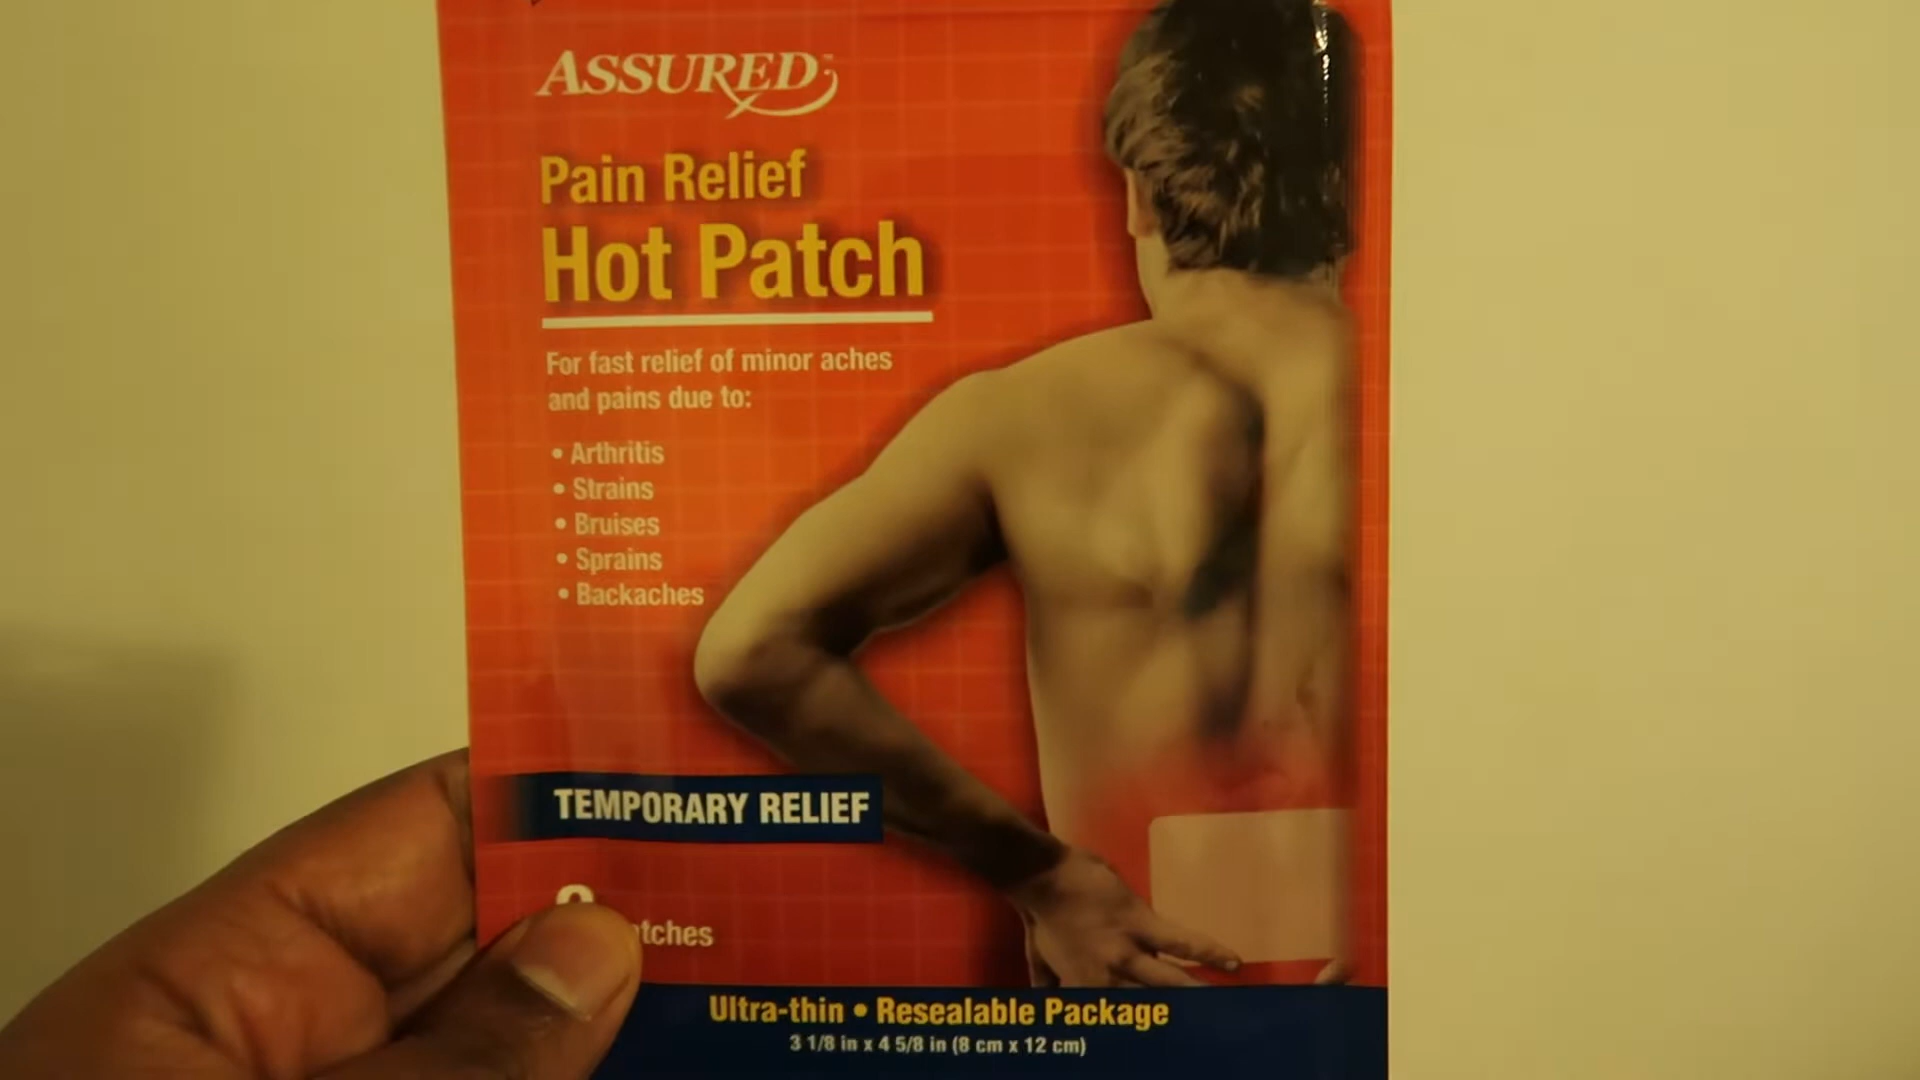 ASSURED™
Pain Relief
Hot Patch
For fast relief of minor aches
and pains due to:
• Arthritis
• Strains
• Bruises
• Sprains
• Backaches
TEMPORARY RELIEF
Ultra-thin • Resealable Package
3 1/8 in x 4 5/8 in (8 cm x 12 cm)